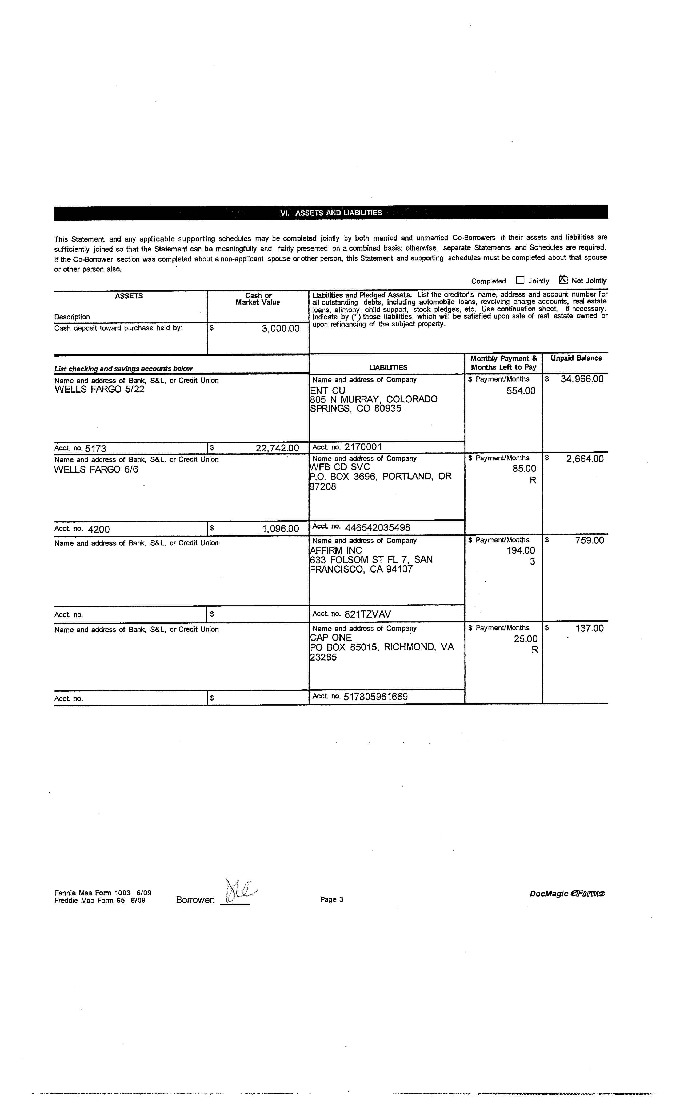 VI. ASSETS AND LIABILITIES
This Statement and any applicable supporting schedules may be completed jointly by both married and unmarried Co-Borrowers if their assets and liabilities are
sufficiently joined so that the Statement can be meaningfully and fairly presented on a combined basis; otherwise, separate Statements and Schedules are required.
If the Co-Borrower section was completed about a non-applicant spouse or other person, this Statement and supporting schedules must be completed about that spouse
or other person also.
Completed Jointly Not Jointly
ASSETS
Cash or
Market Value
Description
Cash deposit toward purchase held by:
$ 3,000.00
Liabilities and Pledged Assets. List the creditor's name, address and account number for
all outstanding debts, including automobile loans, revolving charge accounts, real estate
loans, alimony, child support, stock pledges, etc. Use continuation sheet, if necessary.
Indicate by (*) those liabilities which will be satisfied upon sale of real estate owned or
upon refinancing of the subject property.
List checking and savings accounts below
LIABILITIES
Monthly Payment &
Months Left to Pay
Unpaid Balance
Name and address of Bank, S&L, or Credit Union
WELLS FARGO 5/22
Name and address of Company
ENT CU
805 N MURRAY, COLORADO
SPRINGS, CO 80935
$ Payment/Months
554.00
$ 34,966.00
Acct. no. 5173
$ 22,742.00
Acct. no. 2170001
Name and address of Bank, S&L, or Credit Union
WELLS FARGO 6/6
Name and address of Company
WFB CD SVC
P.O. BOX 3696, PORTLAND, OR
97208
$ Payment/Months
85.00
R
$ 2,664.00
Acct. no. 4200
$ 1,096.00
Acct. no. 446542035496
Name and address of Bank, S&L, or Credit Union
Name and address of Company
AFFIRM INC
633 FOLSOM ST FL 7, SAN
FRANCISCO, CA 94107
$ Payment/Months
194.00
3
$ 759.00
Acct. no.
$
Acct. no. 821TZVAV
Name and address of Bank, S&L, or Credit Union
Name and address of Company
CAP ONE
PO BOX 85015, RICHMOND, VA
23285
$ Payment/Months
25.00
R
$ 137.00
Acct. no.
$
Acct. no. 517805961669
Fannie Mae Form 1003 6/09
Freddie Mac Form 65 6/09
Borrower:
Page 3
DocMagic eForms